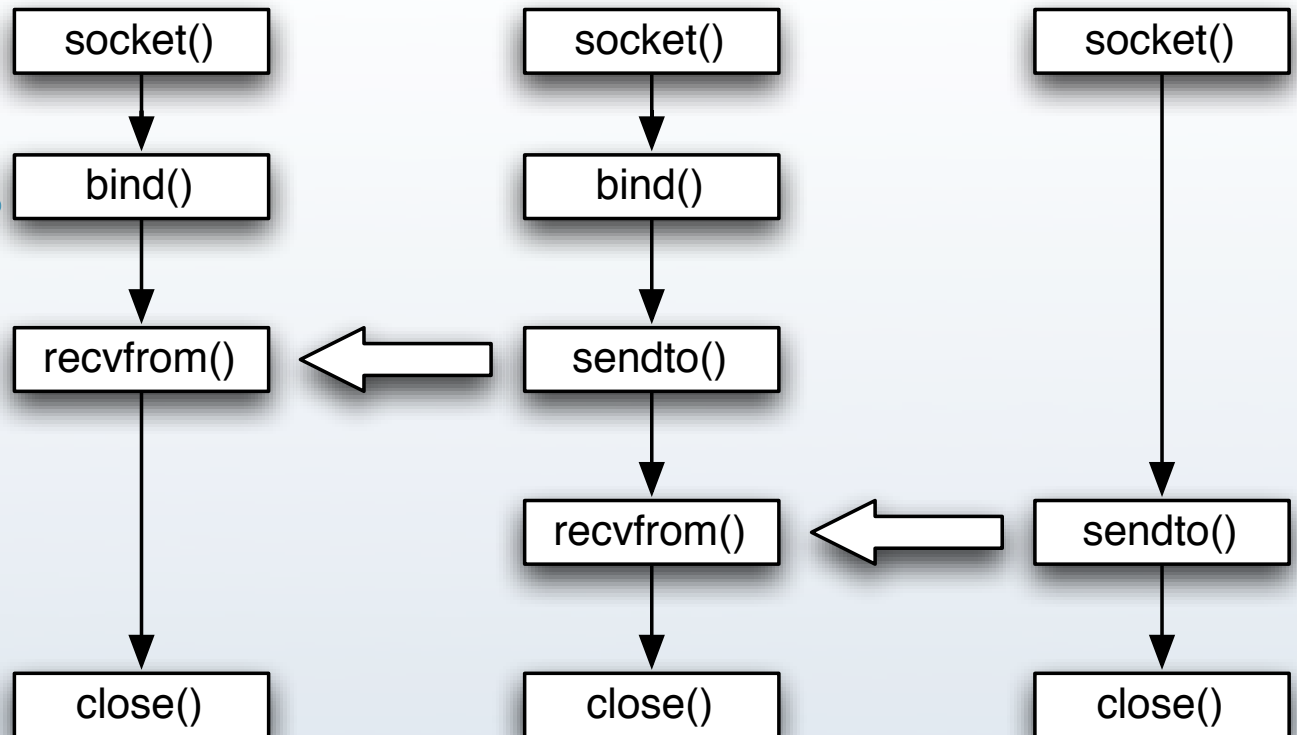 socket()
socket()
socket()
bind()
bind()
recvfrom()
sendto()
recvfrom()
sendto()
close()
close()
close()